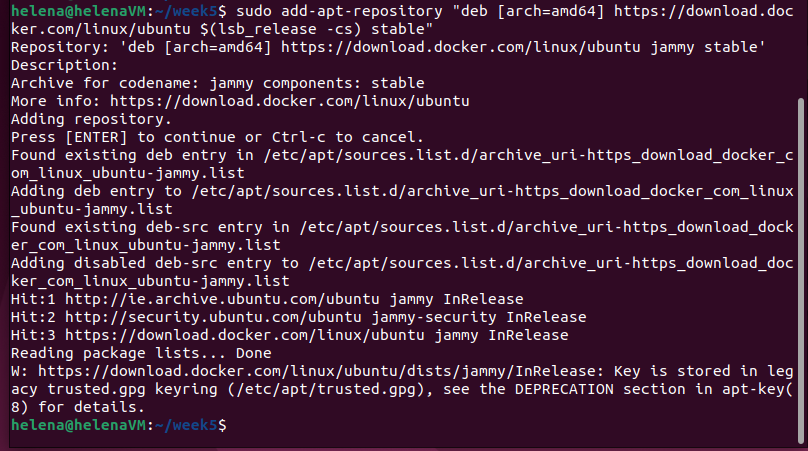 helena@helenaVM:~/week5$ sudo add-apt-repository "deb [arch=amd64] https://download.doc
ker.com/linux/ubuntu $(lsb_release -cs) stable"
Repository: 'deb [arch=amd64] https://download.docker.com/linux/ubuntu jammy stable'
Description:
Archive for codename: jammy components: stable
More info: https://download.docker.com/linux/ubuntu
Adding repository.
Press [ENTER] to continue or Ctrl-c to cancel.
Found existing deb entry in /etc/apt/sources.list.d/archive_uri-https_download_docker_c
om_linux_ubuntu-jammy.list
Adding deb entry to /etc/apt/sources.list.d/archive_uri-https_download_docker_com_linux
_ubuntu-jammy.list
Found existing deb-src entry in /etc/apt/sources.list.d/archive_uri-https_download_dock
er_com_linux_ubuntu-jammy.list
Adding disabled deb-src entry to /etc/apt/sources.list.d/archive_uri-https_download_doc
ker_com_linux_ubuntu-jammy.list
Hit:1 http://ie.archive.ubuntu.com/ubuntu jammy InRelease
Hit:2 http://security.ubuntu.com/ubuntu jammy-security InRelease
Hit:3 https://download.docker.com/linux/ubuntu jammy InRelease
Reading package lists... Done
W: https://download.docker.com/linux/ubuntu/dists/jammy/InRelease: Key is stored in leg
acy trusted.gpg keyring (/etc/apt/trusted.gpg), see the DEPRECATION section in apt-key(
8) for details.
helena@helenaVM:~/week5$